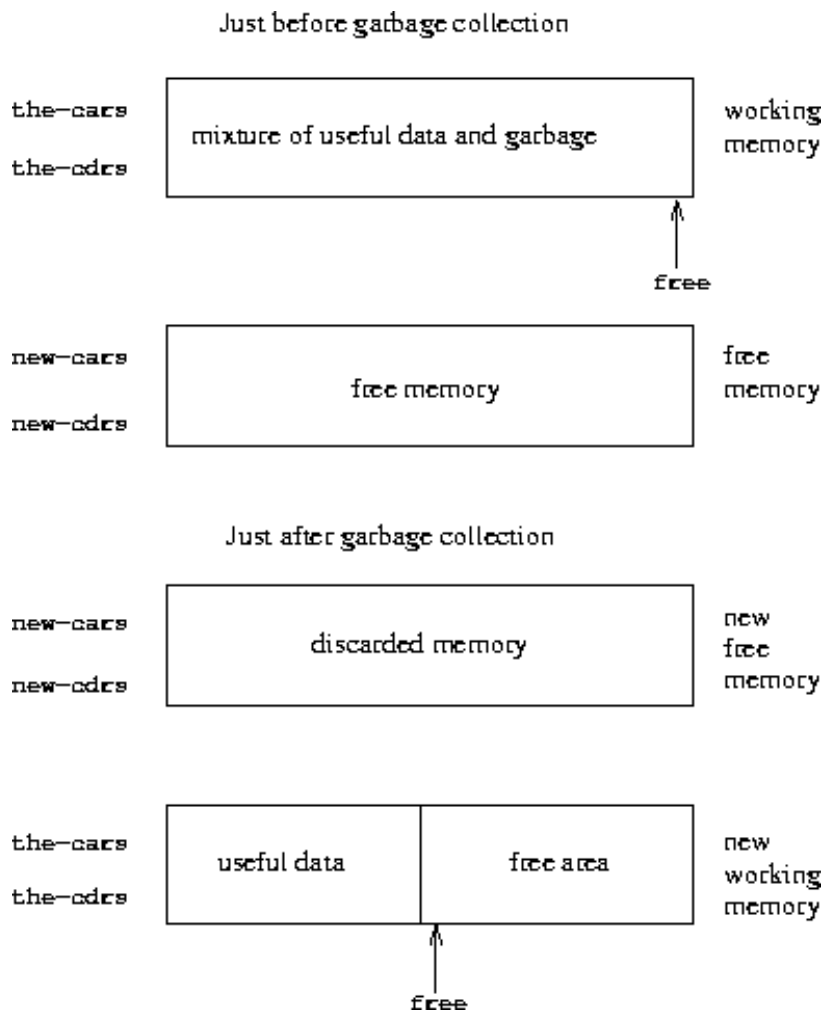 Just before garbage collection
the-cars
mixture of useful data and garbage
working
memory
the-cdrs
free
new-cars
free memory
free
memory
new-cdrs
Just after garbage collection
new-cars
discarded memory
new
free
memory
new-cdrs
the-cars
useful data
free area
new
working
memory
the-cdrs
free